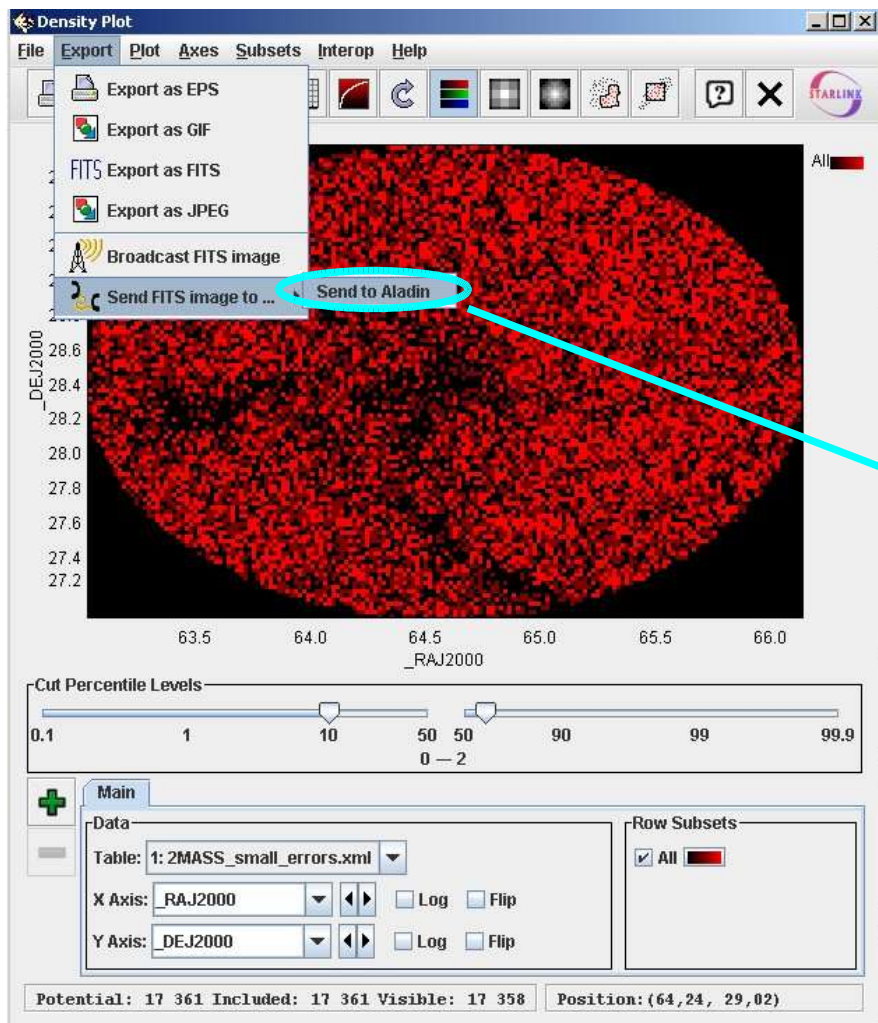 Density Plot
File Export Plot Axes Subsets Interop Help
Export as EPS
Export as GIF
FITS Export as FITS
Export as JPEG
Broadcast FITS image
Send FITS image to ...
Send to Aladin
STARLINK
All
_DEJ2000
28.6
28.4
28.2
28.0
27.8
27.6
27.4
27.2
63.5 64.0 64.5 65.0 65.5 66.0
_RAJ2000
Cut Percentile Levels
0.1 1 10 50 50 90 99 99.9
0 — 2
Main
Data
Table: 1: 2MASS_small_errors.xml
X Axis: _RAJ2000 Log Flip
Y Axis: _DEJ2000 Log Flip
Row Subsets
All
Potential: 17 361 Included: 17 361 Visible: 17 358
Position:(64,24, 29,02)